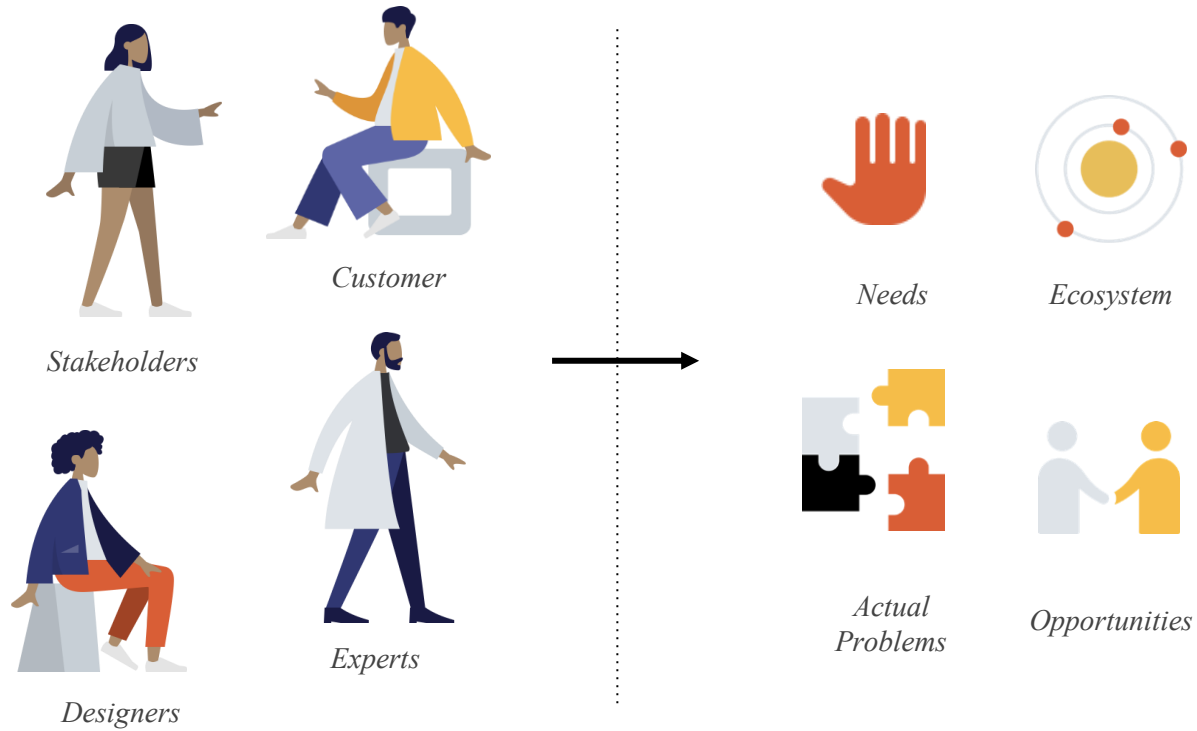 Customer
Stakeholders
Experts
Designers
Needs
Ecosystem
Actual
Problems
Opportunities